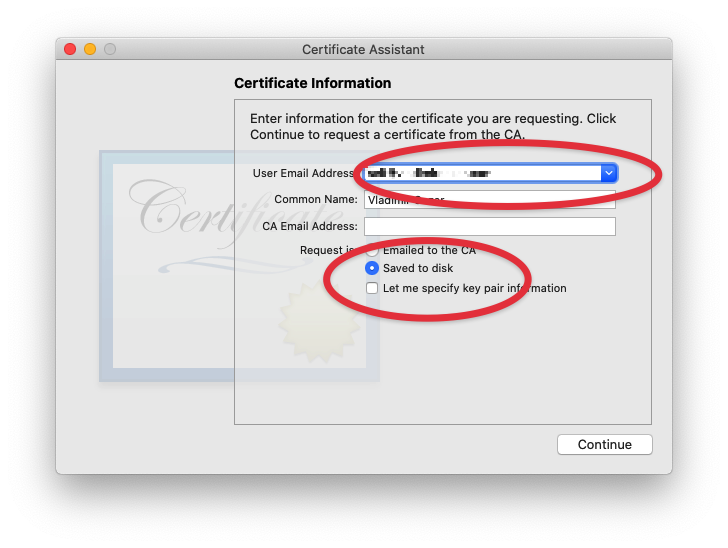 Certificate Assistant
Certificate Information
Enter information for the certificate you are requesting. Click
Continue to request a certificate from the CA.
User Email Address:
Common Name: Vladimir
CA Email Address:
Request is: Emailed to the CA
Saved to disk
Let me specify key pair information
Certificate
Continue